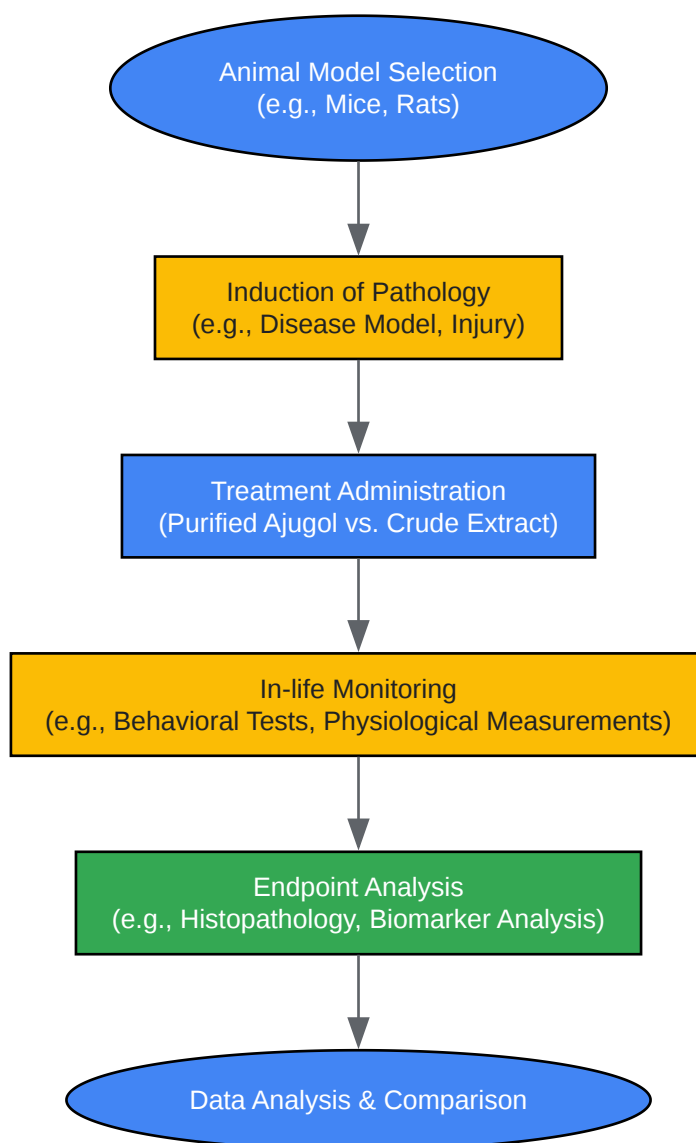 Animal Model Selection
(e.g., Mice, Rats)
Induction of Pathology
(e.g., Disease Model, Injury)
Treatment Administration
(Purified Ajugol vs. Crude Extract)
In-life Monitoring
(e.g., Behavioral Tests, Physiological Measurements)
Endpoint Analysis
(e.g., Histopathology, Biomarker Analysis)
Data Analysis & Comparison